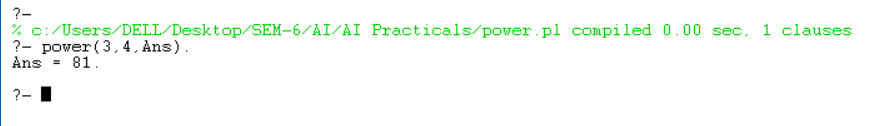 ?-
% c:/Users/DELL/Desktop/SEM-6/AI/AI Practicals/power.pl compiled 0.00 sec, 1 clauses
?- power(3,4,Ans).
Ans = 81.
?-